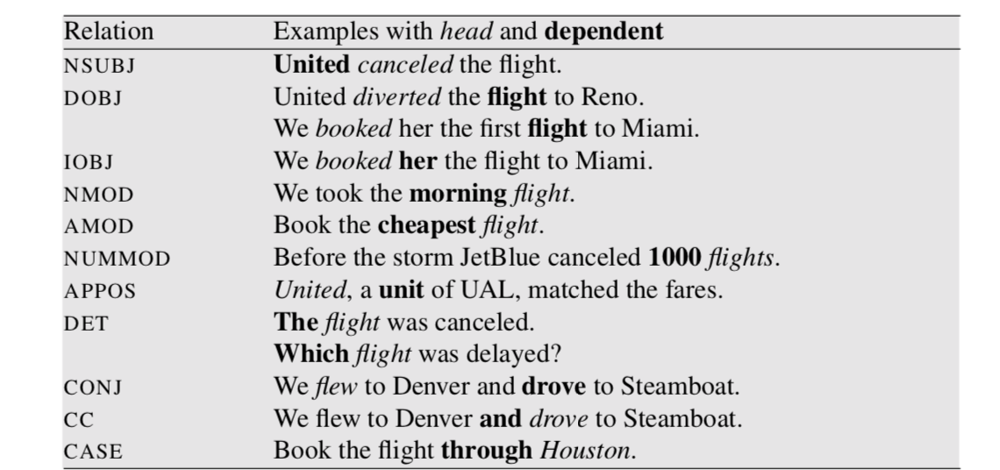 Relation Examples with head and dependent
NSUBJ United canceled the flight.
DOBJ United diverted the flight to Reno.
We booked her the first flight to Miami.
IOBJ We booked her the flight to Miami.
NMOD We took the morning flight.
AMOD Book the cheapest flight.
NUMMOD Before the storm JetBlue canceled 1000 flights.
APPOS United, a unit of UAL, matched the fares.
DET The flight was canceled.
Which flight was delayed?
CONJ We flew to Denver and drove to Steamboat.
CC We flew to Denver and drove to Steamboat.
CASE Book the flight through Houston.